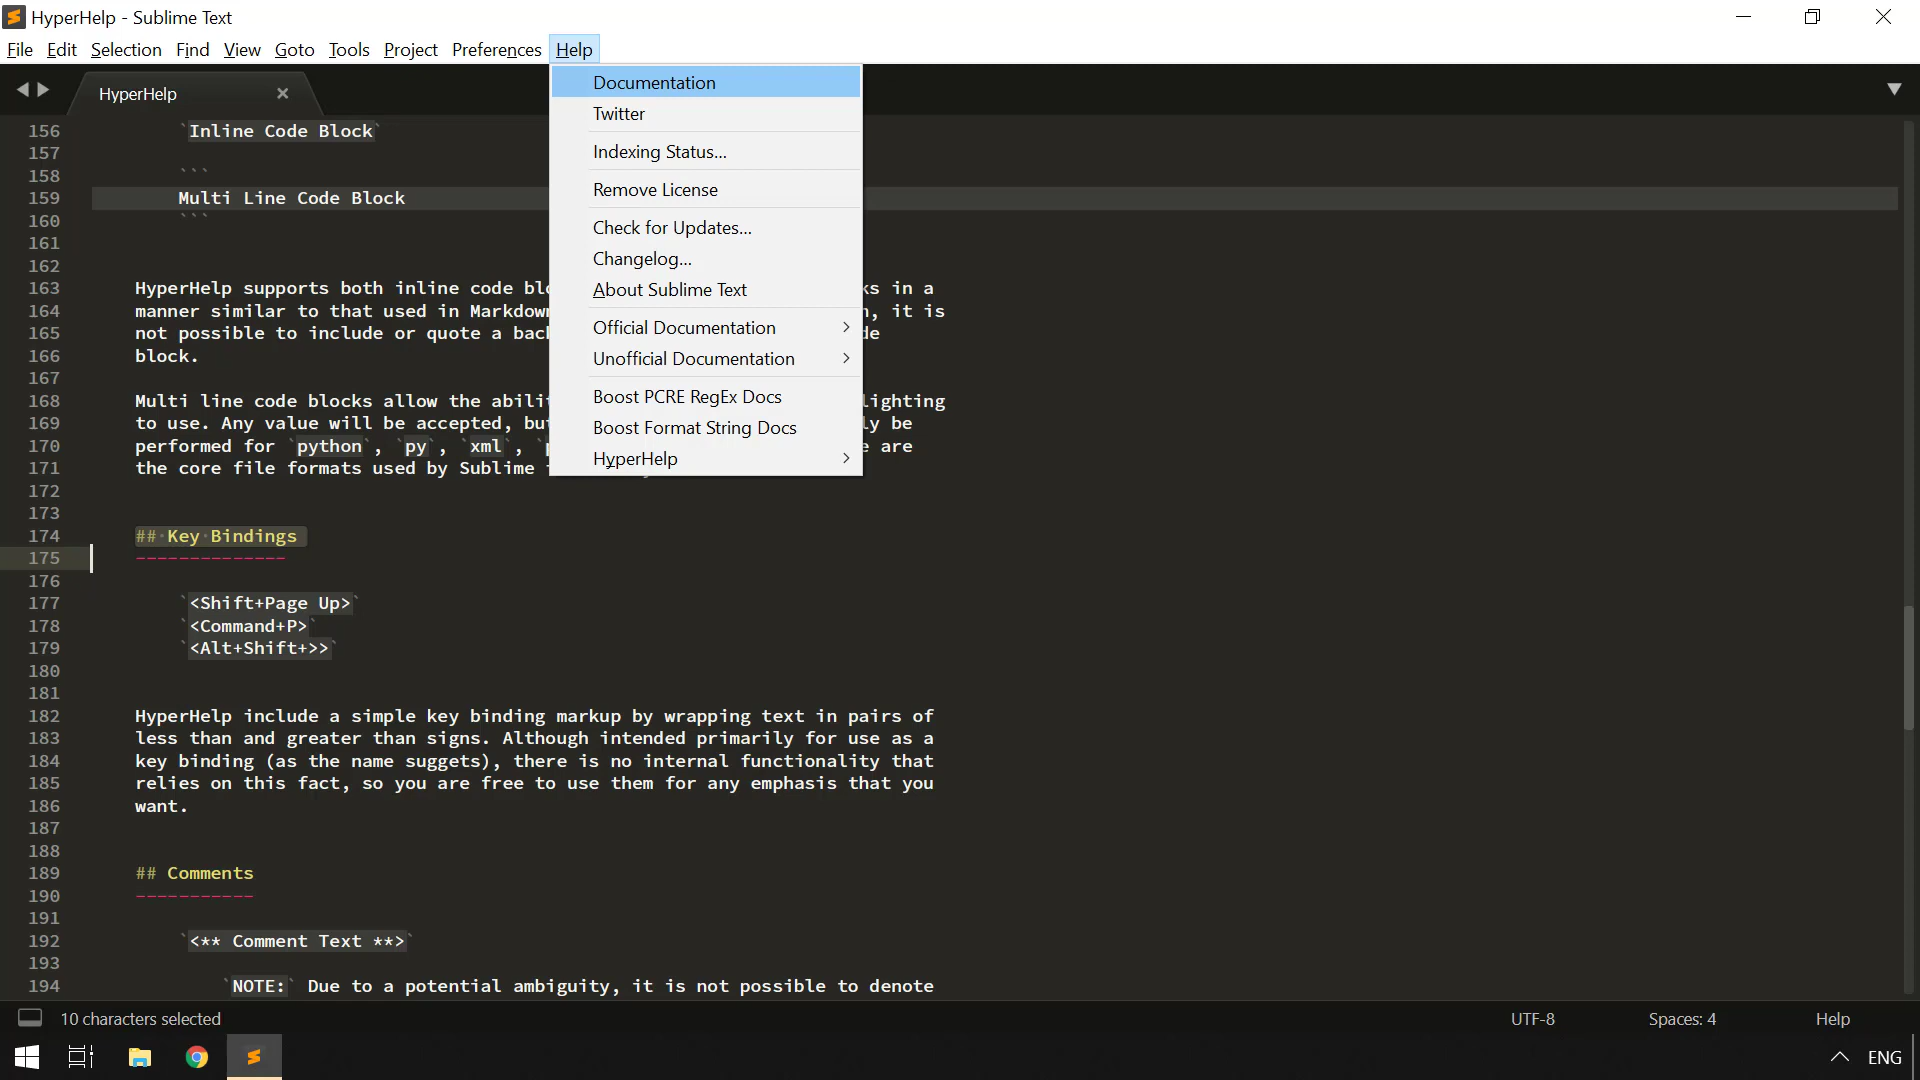 HyperHelp - Sublime Text
File Edit Selection Find View Goto Tools Project Preferences Help
HyperHelp
Documentation
Twitter
Indexing Status...
Remove License
Check for Updates...
Changelog...
About Sublime Text
Official Documentation
Unofficial Documentation
Boost PCRE RegEx Docs
Boost Format String Docs
HyperHelp
156 `Inline Code Block`
157
158 ```
159 Multi Line Code Block
160 ```
161
162
163 HyperHelp supports both inline code in a
164 manner similar to that used in it is
165 not possible to include or quote a
166 block.
167
168 Multi line code blocks allow the
169 to use. Any value will be accepted, be
170 performed for `python`, `py`, `xml`, are
171 the core file formats used by Sublime
172
173
174 ## Key Bindings
175 --------------
176
177 `<Shift+Page Up>`
178 `<Command+P>`
179 `<Alt+Shift+>>`
180
181
182 HyperHelp include a simple key binding markup by wrapping text in pairs of
183 less than and greater than signs. Although intended primarily for use as a
184 key binding (as the name suggets), there is no internal functionality that
185 relies on this fact, so you are free to use them for any emphasis that you
186 want.
187
188
189 ## Comments
190 -----------
191
192 `<** Comment Text **>`
193
194 `NOTE:` Due to a potential ambiguity, it is not possible to denote
10 characters selected UTF-8 Spaces: 4 Help
ENG